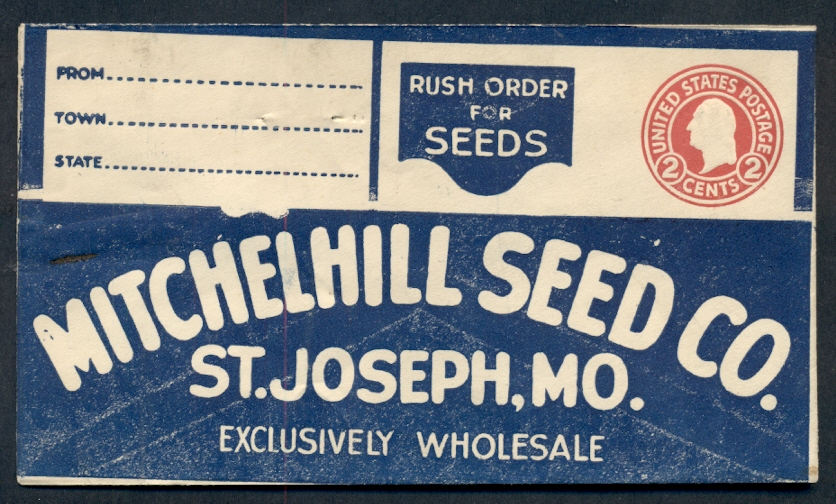 FROM
TOWN
STATE
RUSH ORDER
FOR
SEEDS
UNITED STATES POSTAGE
2 CENTS 2
MITCHELHILL SEED CO.
ST. JOSEPH, MO.
EXCLUSIVELY WHOLESALE